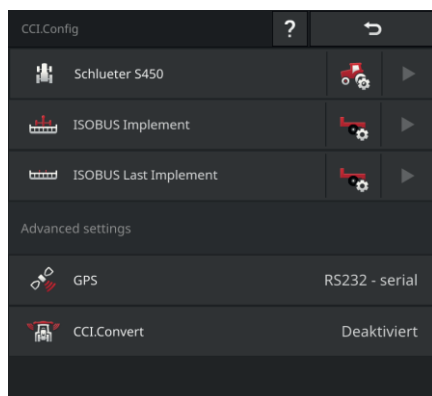 CCI.Config ?
Schlueter S450
ISOBUS Implement
ISOBUS Last Implement
Advanced settings
GPS RS232 - serial
CCI.Convert Deaktiviert